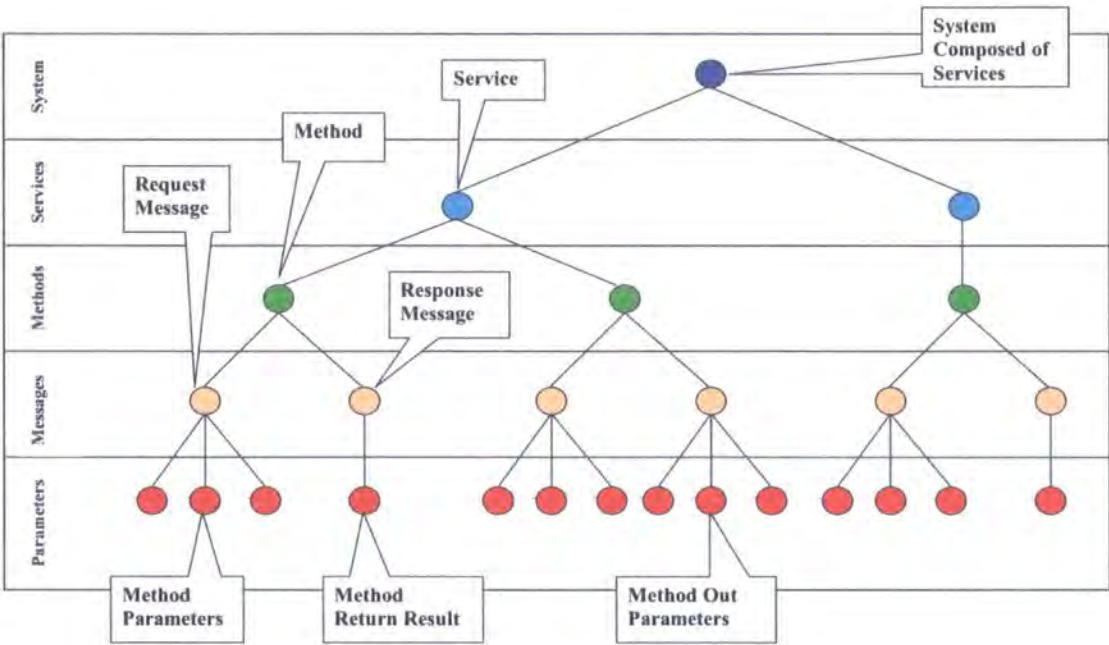 System
Composed of
Services
Service
Method
Request
Message
Response
Message
System
Services
Methods
Messages
Parameters
Method
Parameters
Method
Return Result
Method Out
Parameters